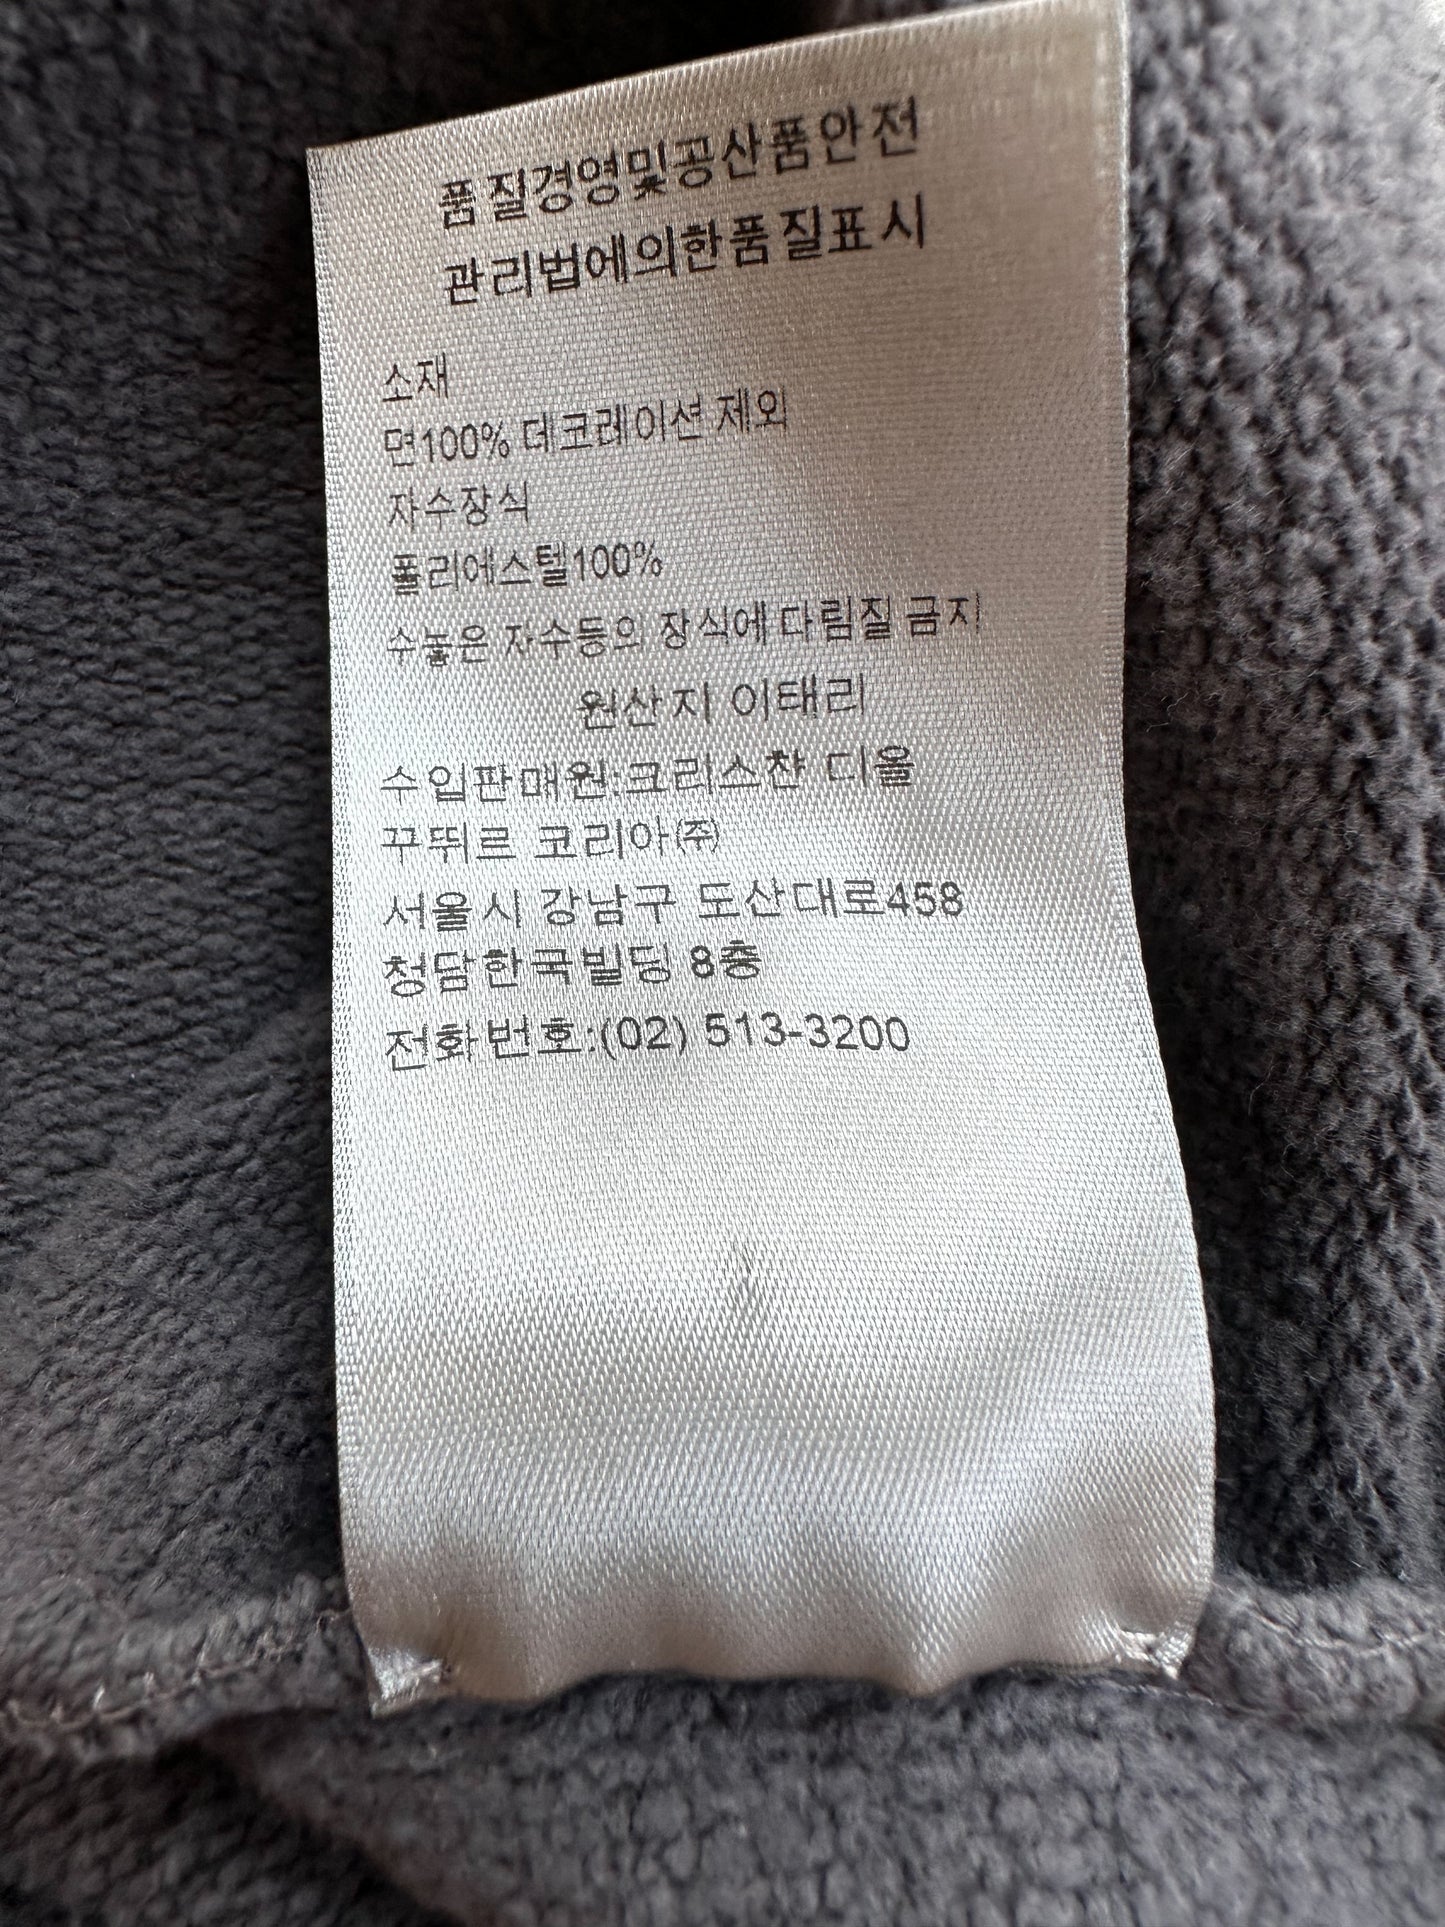 품질경영및공산품안전
관리법에의한품질표시
소재
면100% 데코레이션 제외
자수장식
폴리에스텔100%
수놓은 자수등의 장식에 다림질 금지
원산지 이태리
수입판매원:크리스챤 디올
꾸뛰르 코리아㈜
서울시 강남구 도산대로458
청담한국빌딩 8층
전화번호:(02) 513-3200